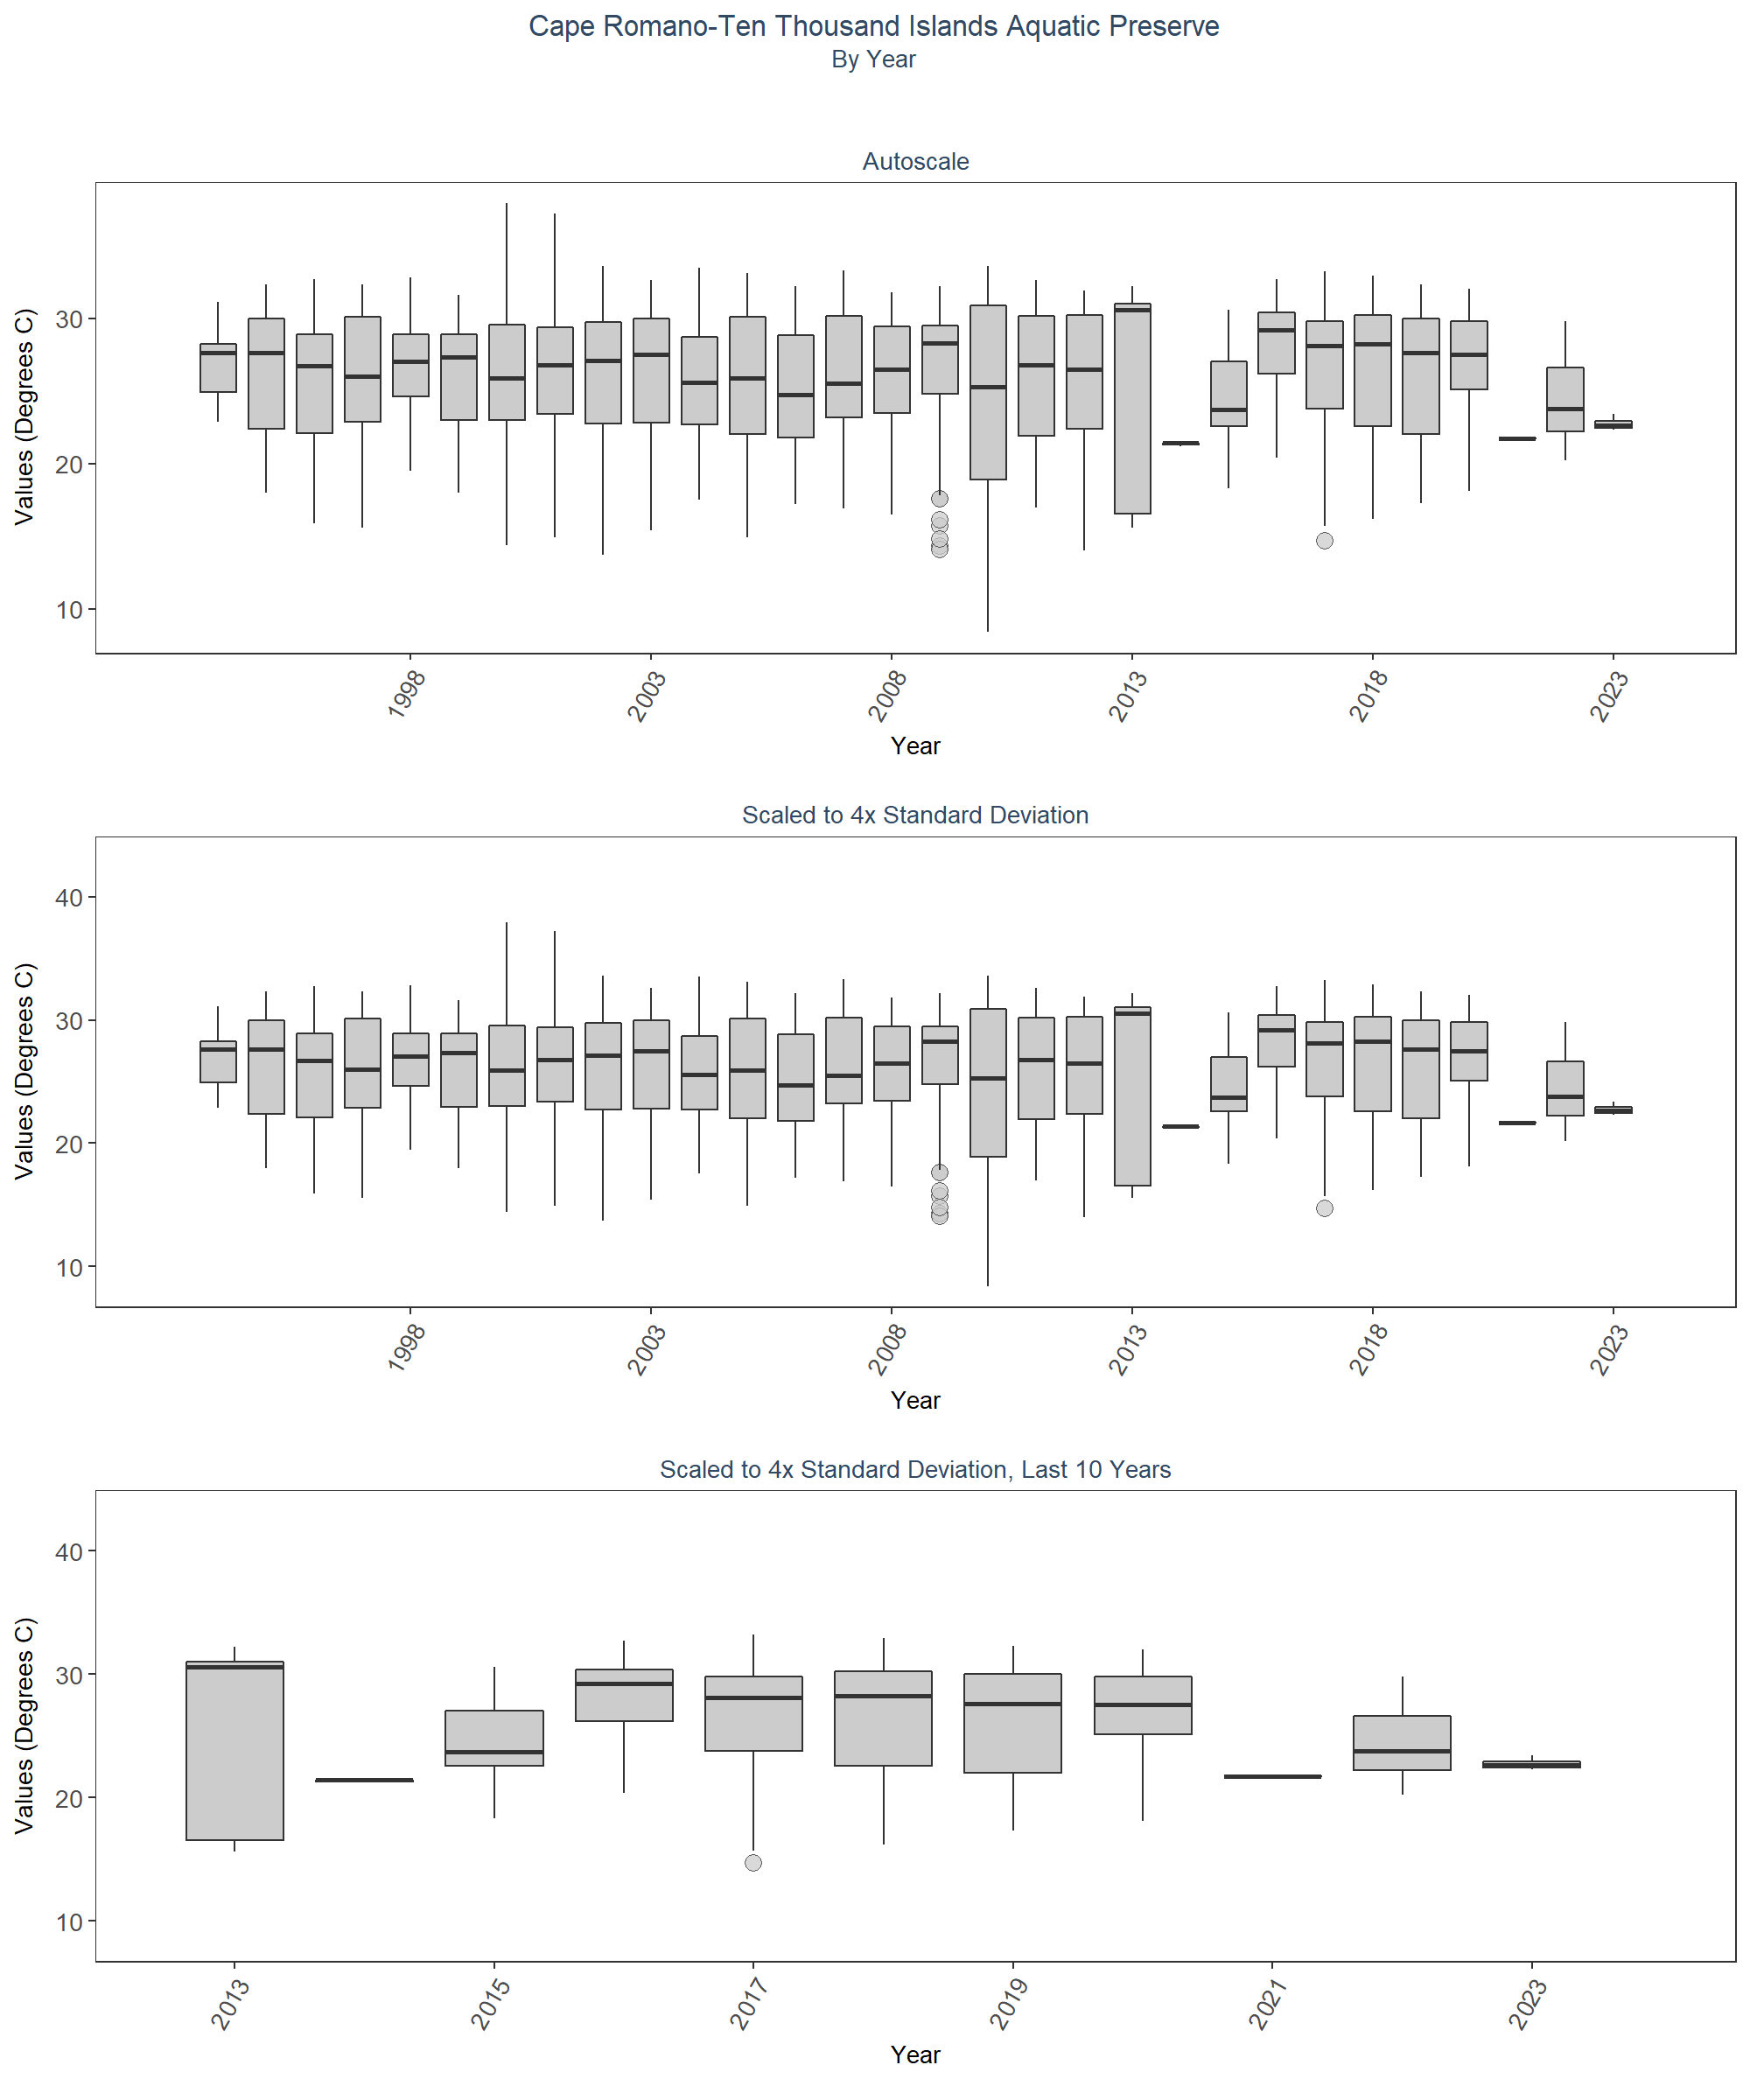 Cape Romano-Ten Thousand Islands Aquatic Preserve
By Year
Autoscale
Values (Degrees C)
30
20
10
1998 2003 2008 2013 2018 2023
Year
Scaled to 4x Standard Deviation
Values (Degrees C)
40
30
20
10
1998 2003 2008 2013 2018 2023
Year
Scaled to 4x Standard Deviation, Last 10 Years
Values (Degrees C)
40
30
20
10
2013 2015 2017 2019 2021 2023
Year